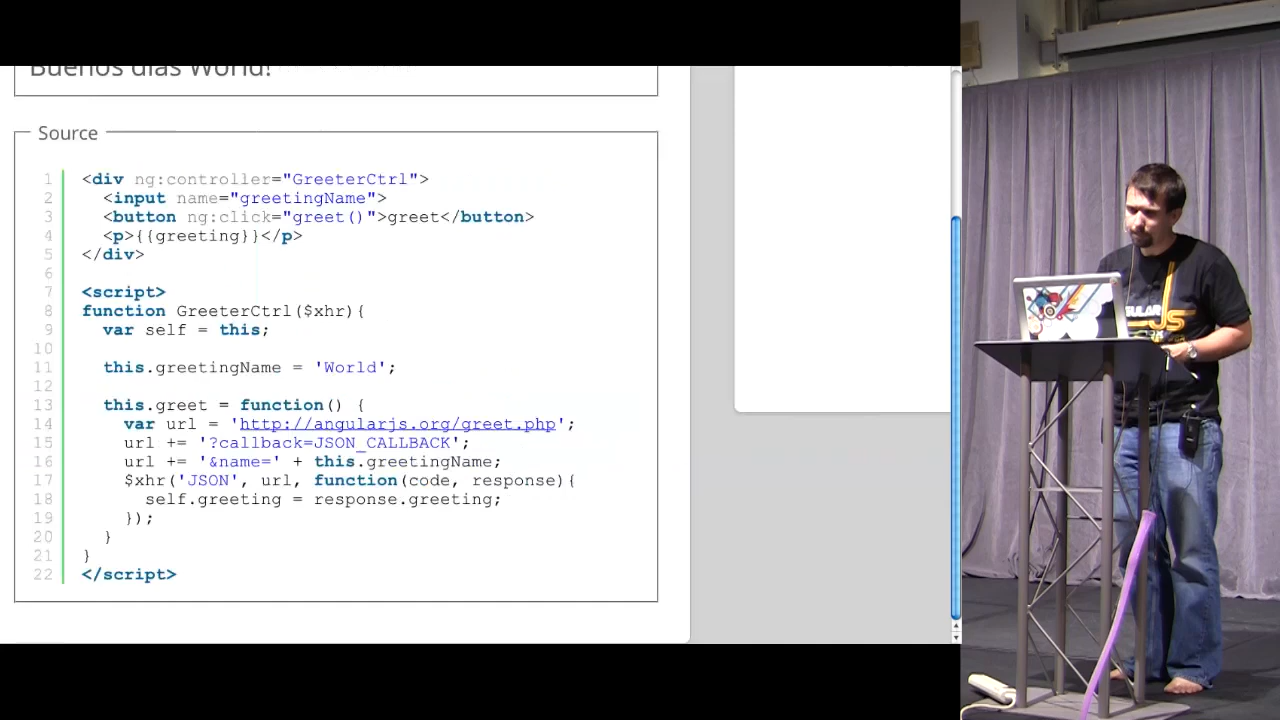 Buenos días World!
Source
1 <div ng:controller="GreeterCtrl">
2 <input name="greetingName">
3 <button ng:click="greet()">greet</button>
4 <p>{{greeting}}</p>
5 </div>
6
7 <script>
8 function GreeterCtrl($xhr){
9 var self = this;
10
11 this.greetingName = 'World';
12
13 this.greet = function() {
14 var url = 'http://angularjs.org/greet.php';
15 url += '?callback=JSON_CALLBACK';
16 url += '&name=' + this.greetingName;
17 $xhr('JSON', url, function(code, response){
18 self.greeting = response.greeting;
19 });
20 }
21 }
22 </script>
GULAR
JS